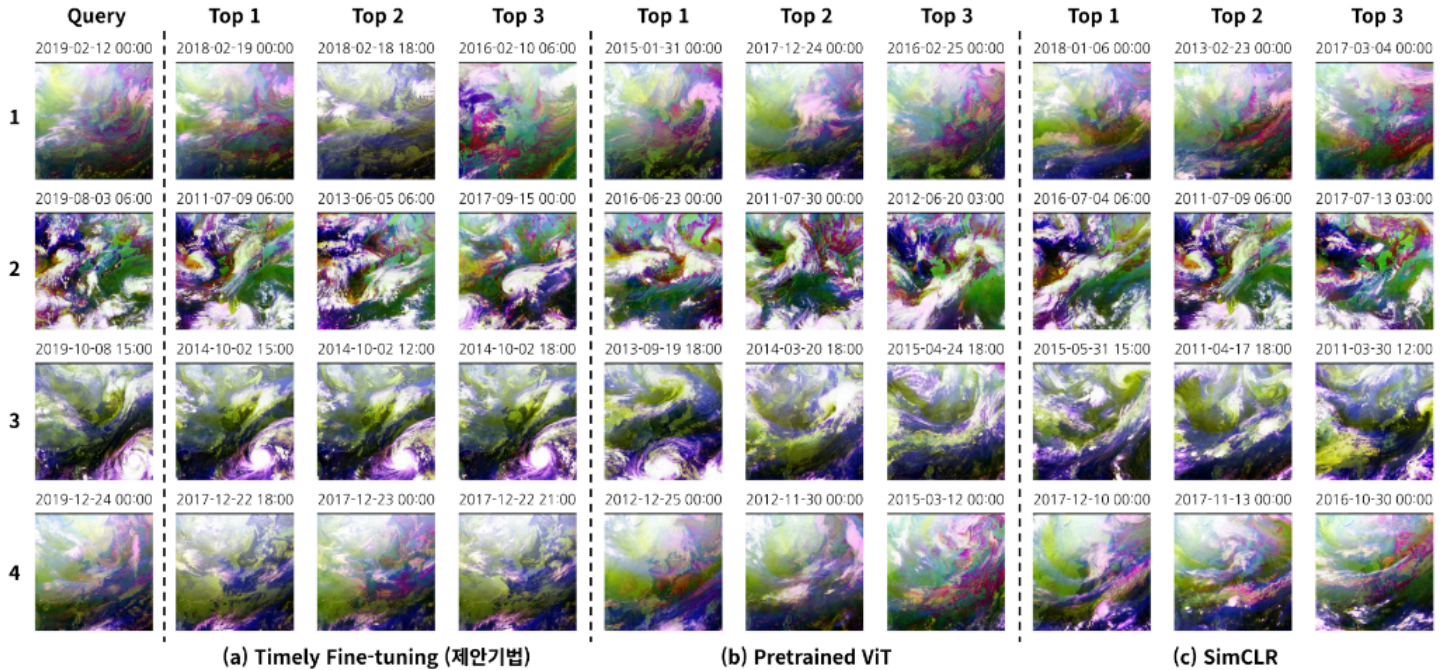 Query Top 1 Top 2 Top 3 Top 1 Top 2 Top 3 Top 1 Top 2 Top 3
2019-02-12 00:00 2018-02-19 00:00 2018-02-18 18:00 2016-02-10 06:00 2015-01-31 00:00 2017-12-24 00:00 2016-02-25 00:00 2018-01-06 00:00 2013-02-23 00:00 2017-03-04 00:00
1
2019-08-03 06:00 2011-07-09 06:00 2013-06-05 06:00 2017-09-15 00:00 2016-06-23 00:00 2011-07-30 00:00 2012-06-20 03:00 2016-07-04 06:00 2011-07-09 06:00 2017-07-13 03:00
2
2019-10-08 15:00 2014-10-02 15:00 2014-10-02 12:00 2014-10-02 18:00 2013-09-19 18:00 2014-03-20 18:00 2015-04-24 18:00 2015-05-31 15:00 2011-04-17 18:00 2011-03-30 12:00
3
2019-12-24 00:00 2017-12-22 18:00 2017-12-23 00:00 2017-12-22 21:00 2012-12-25 00:00 2012-11-30 00:00 2015-03-12 00:00 2017-12-10 00:00 2017-11-13 00:00 2016-10-30 00:00
4
(a) Timely Fine-tuning (제안기법) (b) Pretrained ViT (c) SimCLR